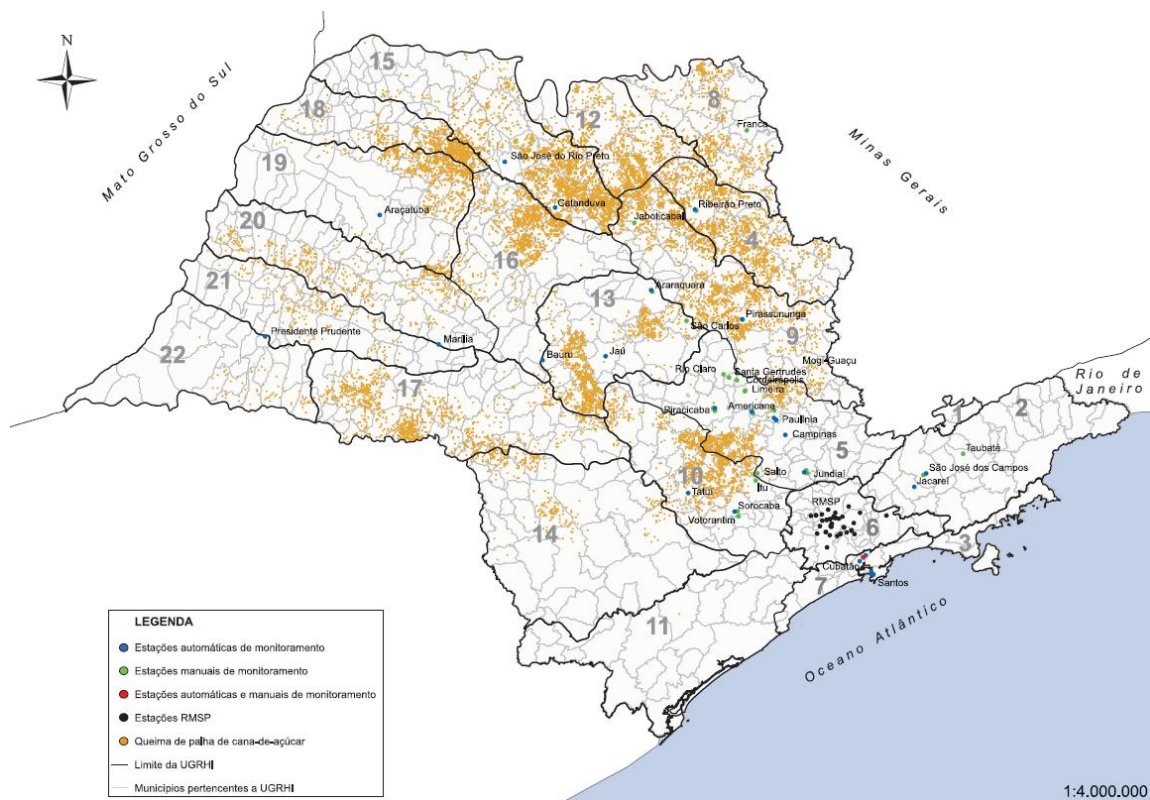 N
Mato Grosso do Sul
Minas Gerais
Rio de
Janeiro
Oceano Atlântico
15
18
19
20
21
22
12
8
16
4
13
9
17
10
5
14
6
11
7
3
1
2
Franca
São José do Rio Preto
Catanduva
Araçatuba
Jaboticabal
Ribeirão Preto
Araraquara
São Carlos
Pirassununga
Presidente Prudente
Marília
Bauru
Jaú
Mogi-Guaçu
Rio Claro
Santa Gertrudes
Cordeirópolis
Limeira
Piracicaba
Americana
Paulínia
Campinas
Salto
Itu
Jundiaí
Tatuí
Sorocaba
Votorantim
RMSP
Taubaté
São José dos Campos
Jacareí
Cubatão
Santos
LEGENDA
Estações automáticas de monitoramento
Estações manuais de monitoramento
Estações automáticas e manuais de monitoramento
Estações RMSP
Queima de palha de cana-de-açúcar
Limite da UGRHI
Municípios pertencentes a UGRHI
1:4.000.000